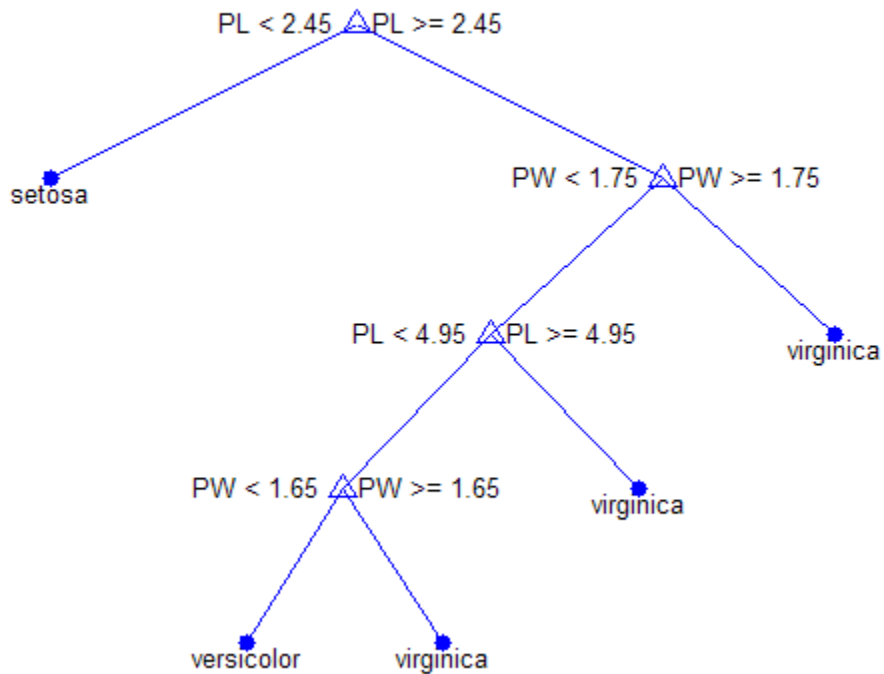 PL < 2.45 PL >= 2.45
setosa
PW < 1.75 PW >= 1.75
PL < 4.95 PL >= 4.95
virginica
PW < 1.65 PW >= 1.65
virginica
versicolor
virginica